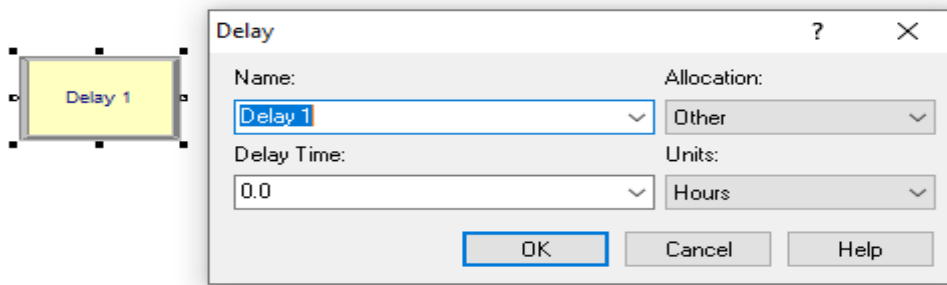 Delay 1
Delay ? ×
Name: Allocation:
Delay 1 Other
Delay Time: Units:
0.0 Hours
OK Cancel Help